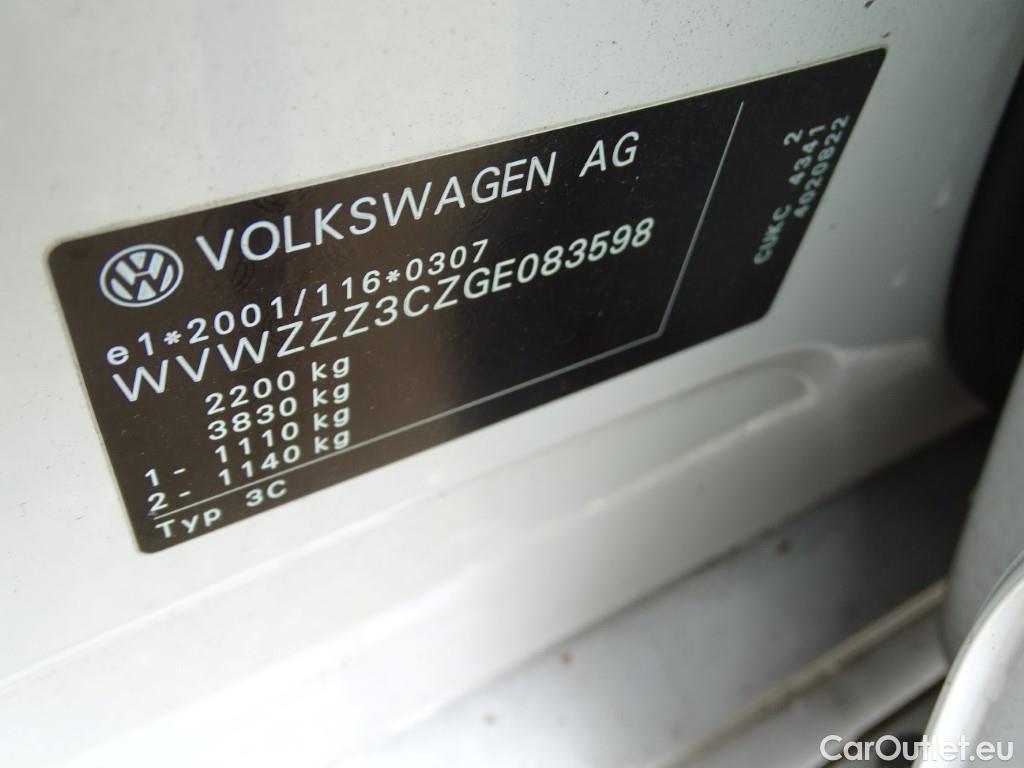 VOLKSWAGEN AG
e1*2001/116*0307
WVWZZZ3CZGE083598
2200 kg
3830 kg
1 - 1110 kg
2 - 1140 kg
Typ 3C
2
CUKC 4341
4020822
CarOutlet.eu